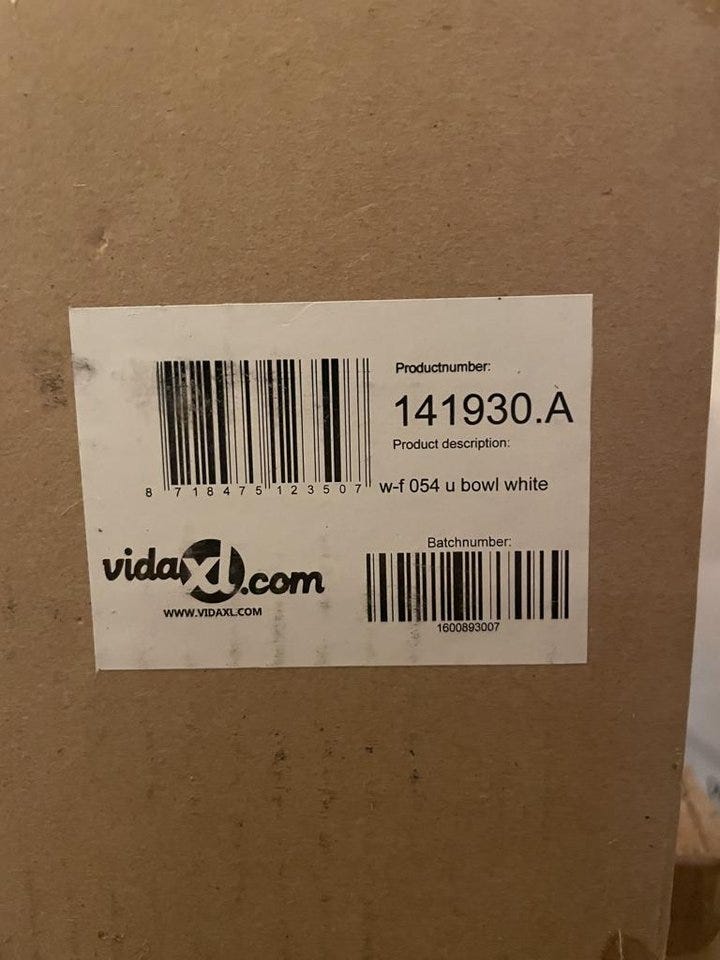 Productnumber:
141930.A
Product description:
8 718475 123507
w-f 054 u bowl white
Batchnumber:
1600893007
vidaXL.com
WWW.VIDAXL.COM